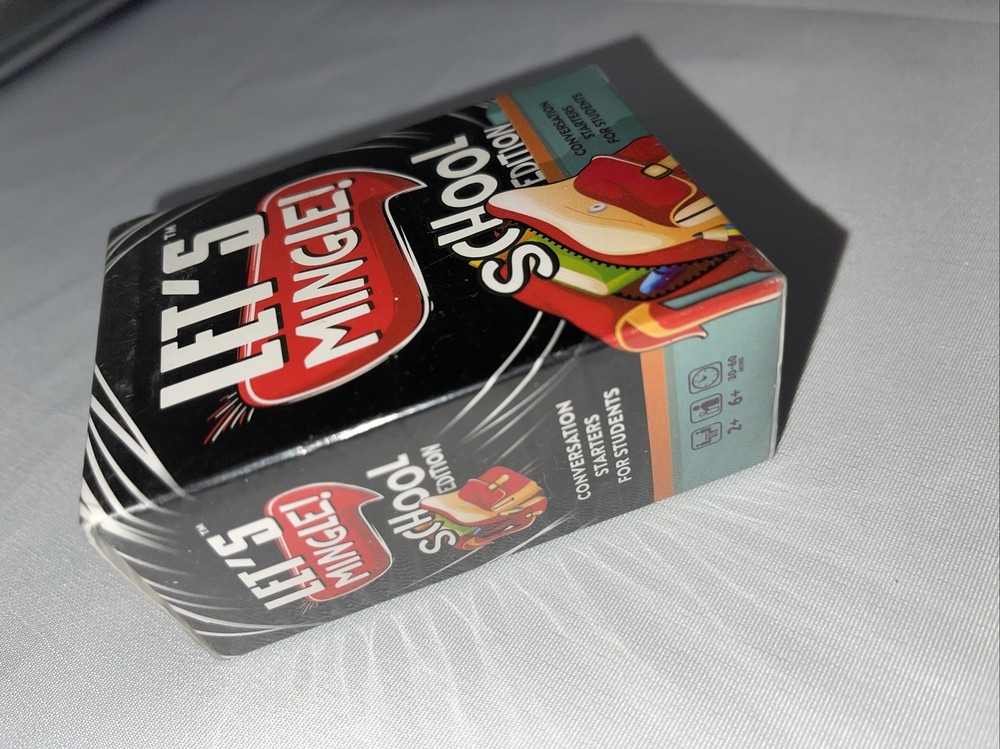 LET'S™
MINGLE!
SCHOOL
EDITION
CONVERSATION
STARTERS
FOR STUDENTS
LET'S™
MINGLE!
SCHOOL
EDITION
CONVERSATION
STARTERS
FOR STUDENTS
2+ 6+ 30-60
MINS